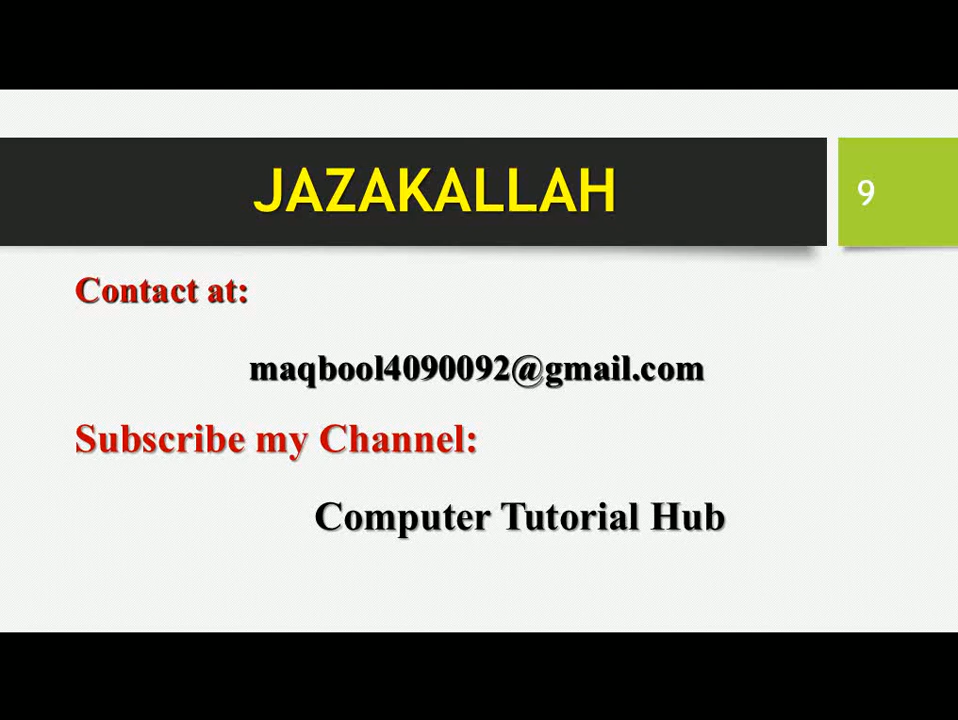 JAZAKALLAH
9
Contact at:
maqbool4090092@gmail.com
Subscribe my Channel:
Computer Tutorial Hub